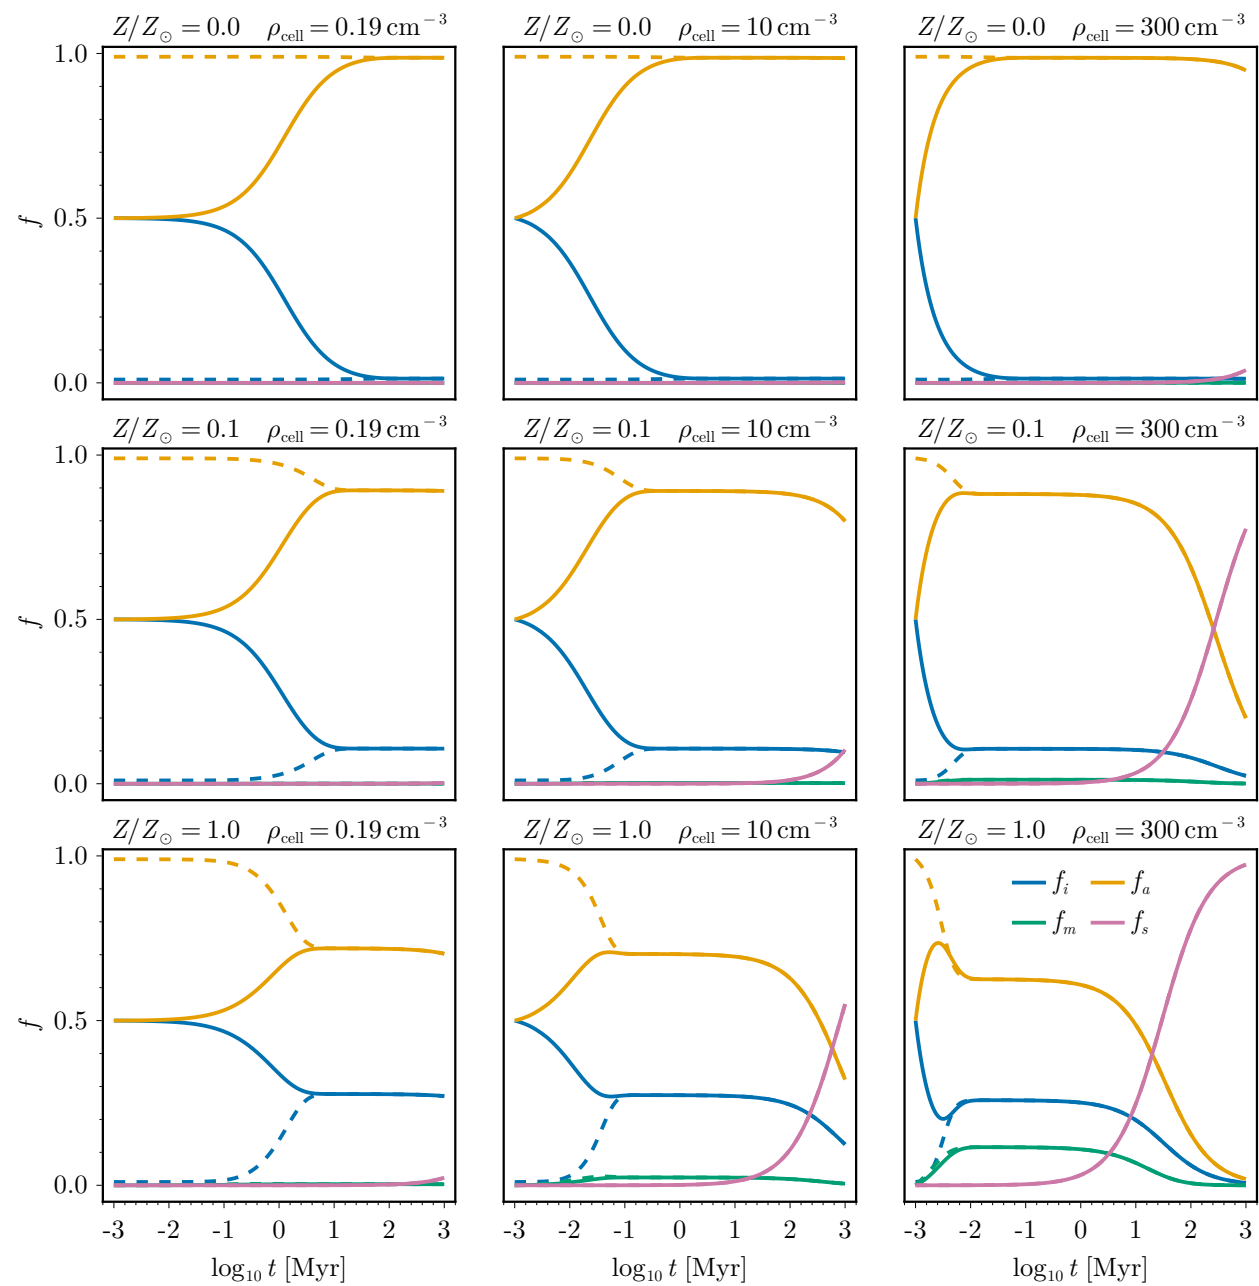 Z/Z⊙ = 0.0 ρcell = 0.19 cm−3
Z/Z⊙ = 0.0 ρcell = 10 cm−3
Z/Z⊙ = 0.0 ρcell = 300 cm−3
1.0
0.5
0.0
f
Z/Z⊙ = 0.1 ρcell = 0.19 cm−3
Z/Z⊙ = 0.1 ρcell = 10 cm−3
Z/Z⊙ = 0.1 ρcell = 300 cm−3
1.0
0.5
0.0
f
Z/Z⊙ = 1.0 ρcell = 0.19 cm−3
Z/Z⊙ = 1.0 ρcell = 10 cm−3
Z/Z⊙ = 1.0 ρcell = 300 cm−3
1.0
0.5
0.0
f
fi fa
fm fs
-3 -2 -1 0 1 2 3
-3 -2 -1 0 1 2 3
-3 -2 -1 0 1 2 3
log10 t [Myr]
log10 t [Myr]
log10 t [Myr]